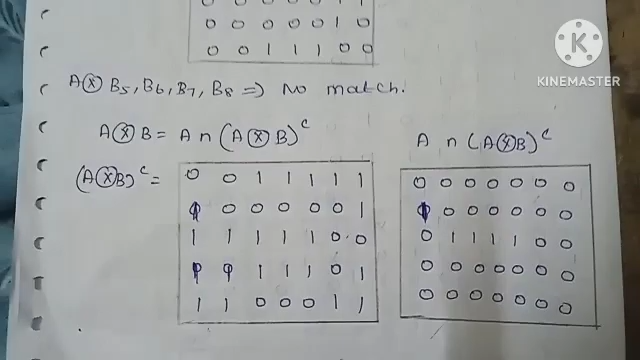 0 0 0 0 0 1 0
0 0 1 1 1 0 0
KINEMASTER
A ⊗ B5, B6, B7, B8 => No match.
A ⊗ B = A n (A ⊗ B)^c
A n (A ⊗ B)^c
(A ⊗ B)^c =
0 0 1 1 1 1 1
0 0 0 0 0 1
1 1 1 1 1 0 0
1 1 1 0 1
1 1 0 0 0 1 1
0 0 0 0 0 0 0
0 0 0 0 0 0
0 1 1 1 1 0 0
0 0 0 0 0 0 0
0 0 0 0 0 0 0